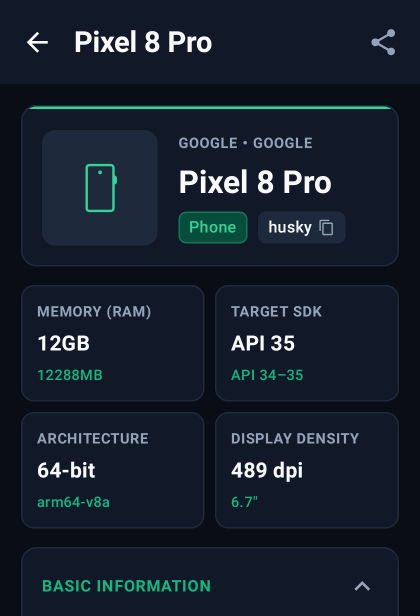 Pixel 8 Pro
GOOGLE • GOOGLE
Pixel 8 Pro
Phone husky
MEMORY (RAM) TARGET SDK
12GB API 35
12288MB API 34–35
ARCHITECTURE DISPLAY DENSITY
64-bit 489 dpi
arm64-v8a 6.7"
BASIC INFORMATION